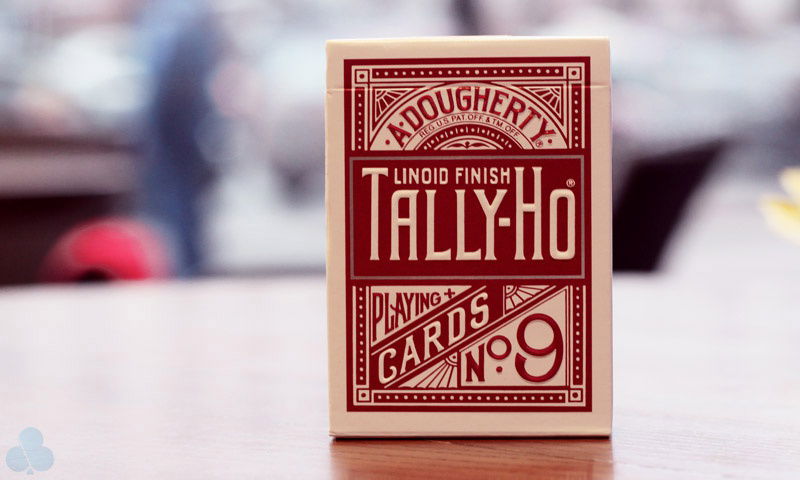 A·DOUGHERTY·
REG. U.S. PAT. OFF. & T.M. OFF. ®
LINOID FINISH
TALLY-HO®
PLAYING +
CARDS
No. 9